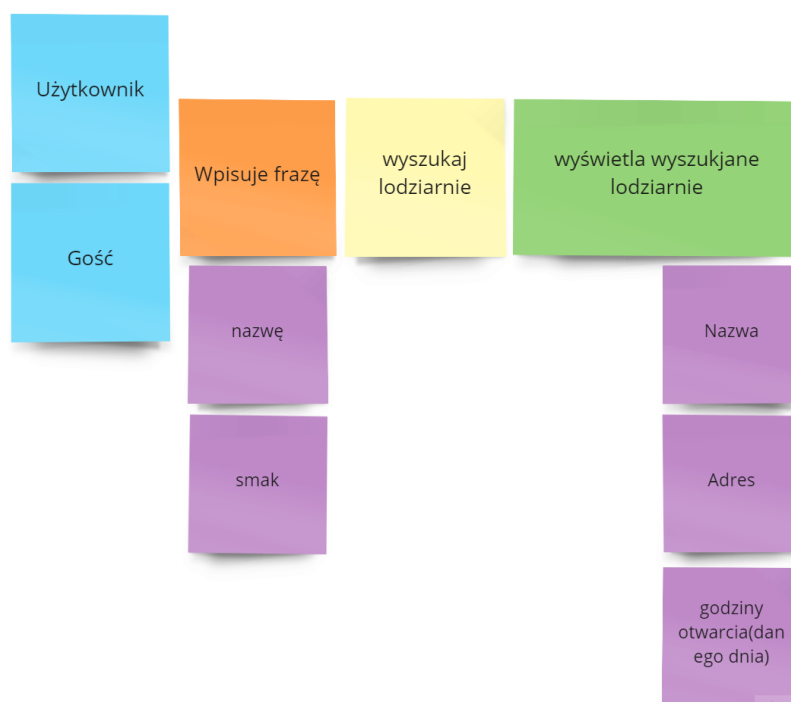 Użytkownik
Gość
Wpisuje frazę
nazwę
smak
wyszukaj
lodziarnie
wyświetla wyszukjane
lodziarnie
Nazwa
Adres
godziny
otwarcia(dan
ego dnia)